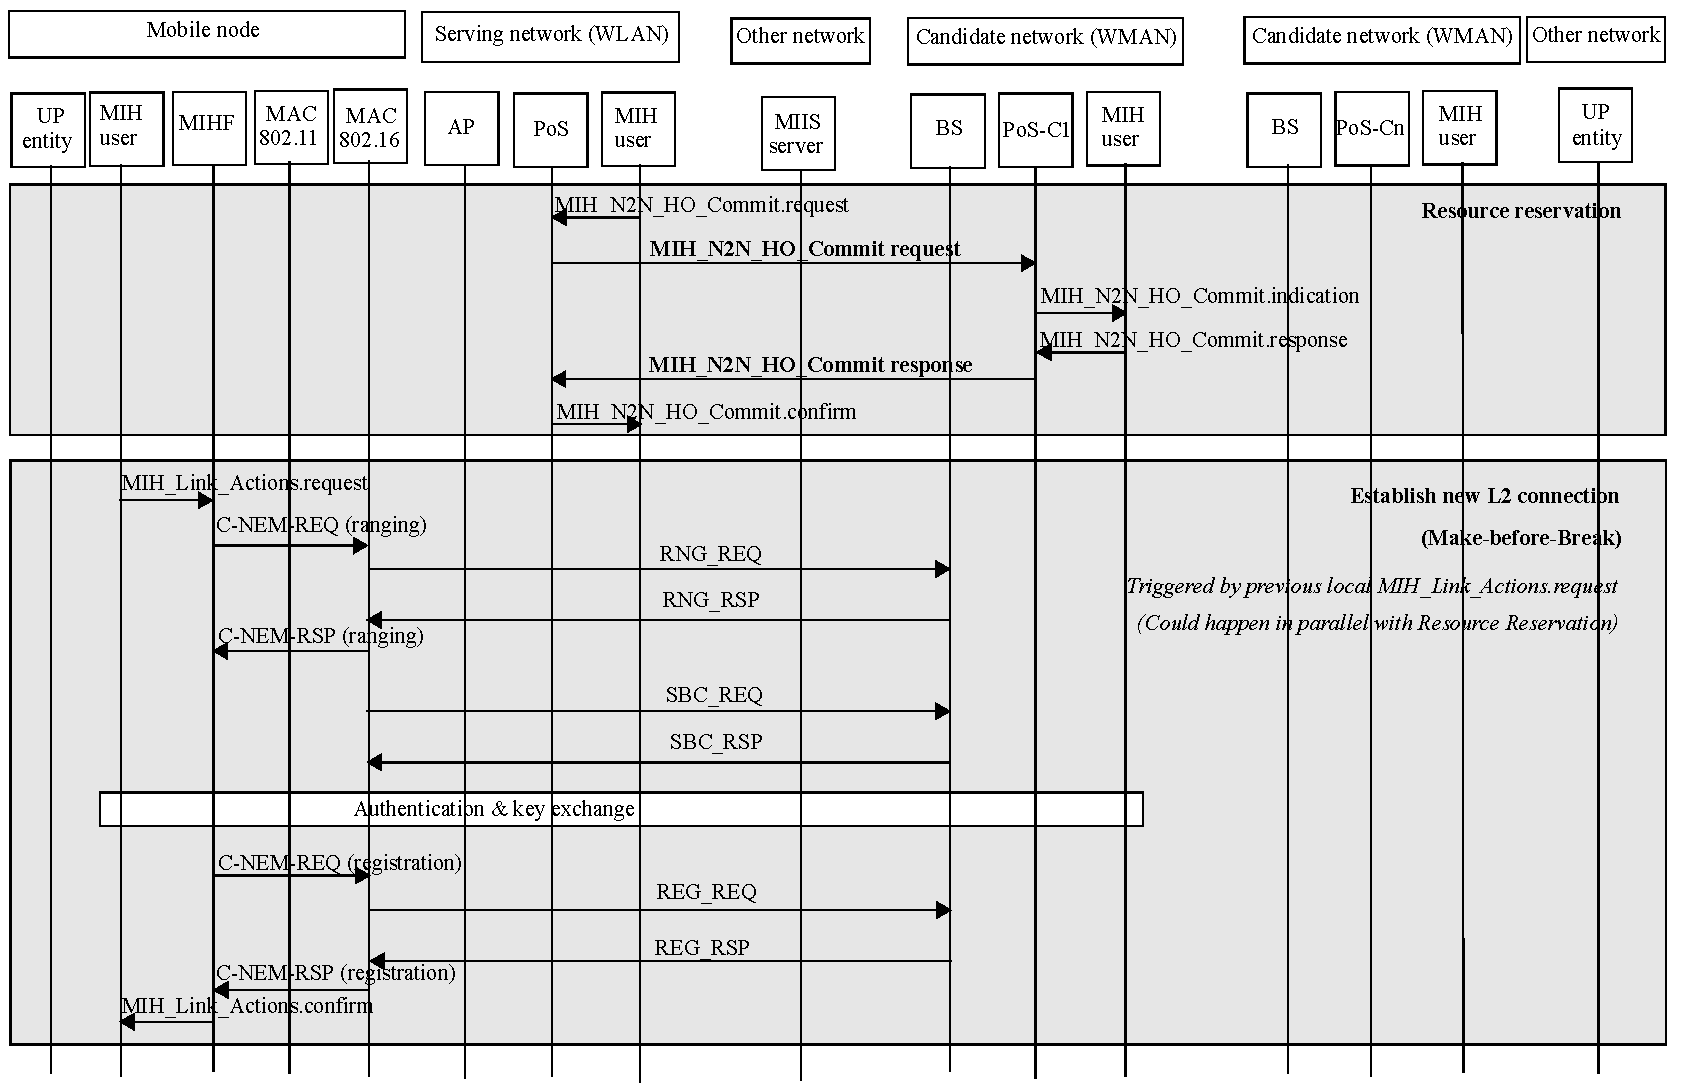 Mobile node
Serving network (WLAN)
Other network
Candidate network (WMAN)
Candidate network (WMAN)
Other network
UP
entity
MIH
user
MIHF
MAC
802.11
MAC
802.16
AP
PoS
MIH
user
MIIS
server
BS
PoS-C1
MIH
user
BS
PoS-Cn
MIH
user
UP
entity
MIH_N2N_HO_Commit.request
Resource reservation
MIH_N2N_HO_Commit request
MIH_N2N_HO_Commit.indication
MIH_N2N_HO_Commit.response
MIH_N2N_HO_Commit response
MIH_N2N_HO_Commit.confirm
MIH_Link_Actions.request
Establish new L2 connection
(Make-before-Break)
C-NEM-REQ (ranging)
RNG_REQ
Triggered by previous local MIH_Link_Actions.request
RNG_RSP
(Could happen in parallel with Resource Reservation)
C-NEM-RSP (ranging)
SBC_REQ
SBC_RSP
Authentication & key exchange
C-NEM-REQ (registration)
REG_REQ
REG_RSP
C-NEM-RSP (registration)
MIH_Link_Actions.confirm